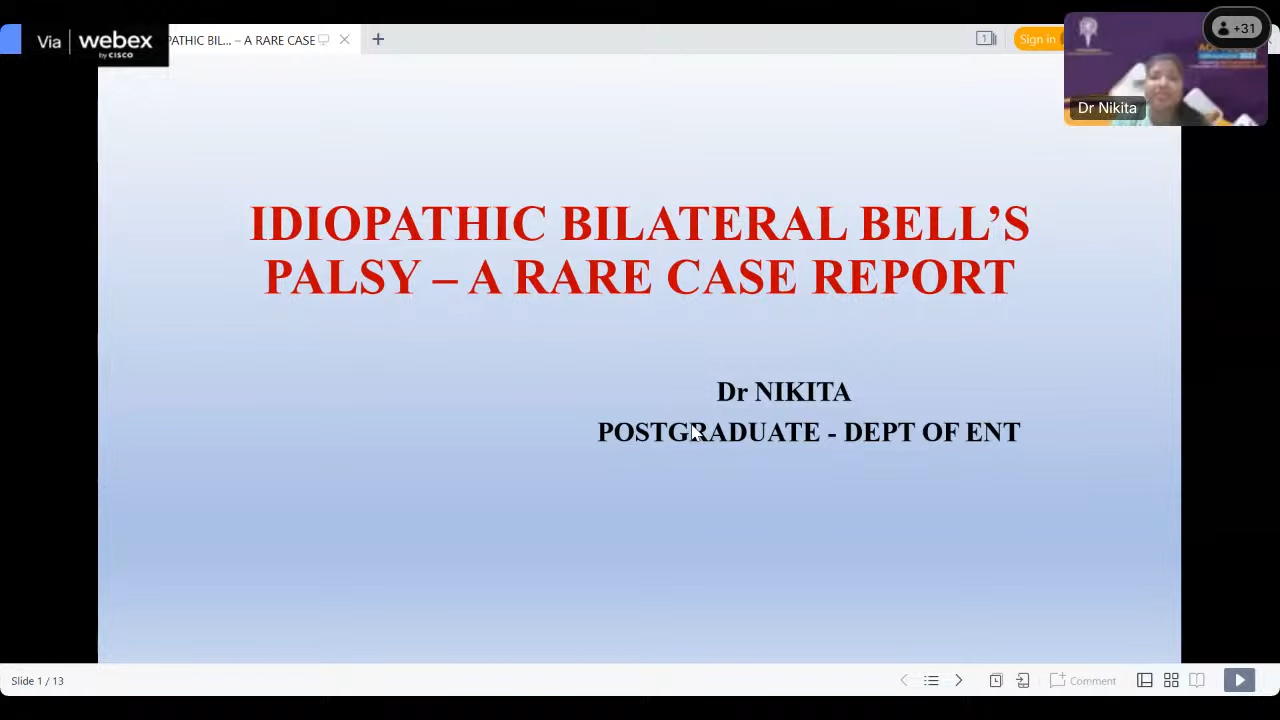 Via webex
by CISCO
PATHIC BIL... – A RARE CASE
1
Sign in
+31
Dr Nikita
IDIOPATHIC BILATERAL BELL’S
PALSY – A RARE CASE REPORT
Dr NIKITA
POSTGRADUATE - DEPT OF ENT
Slide 1 / 13
Comment